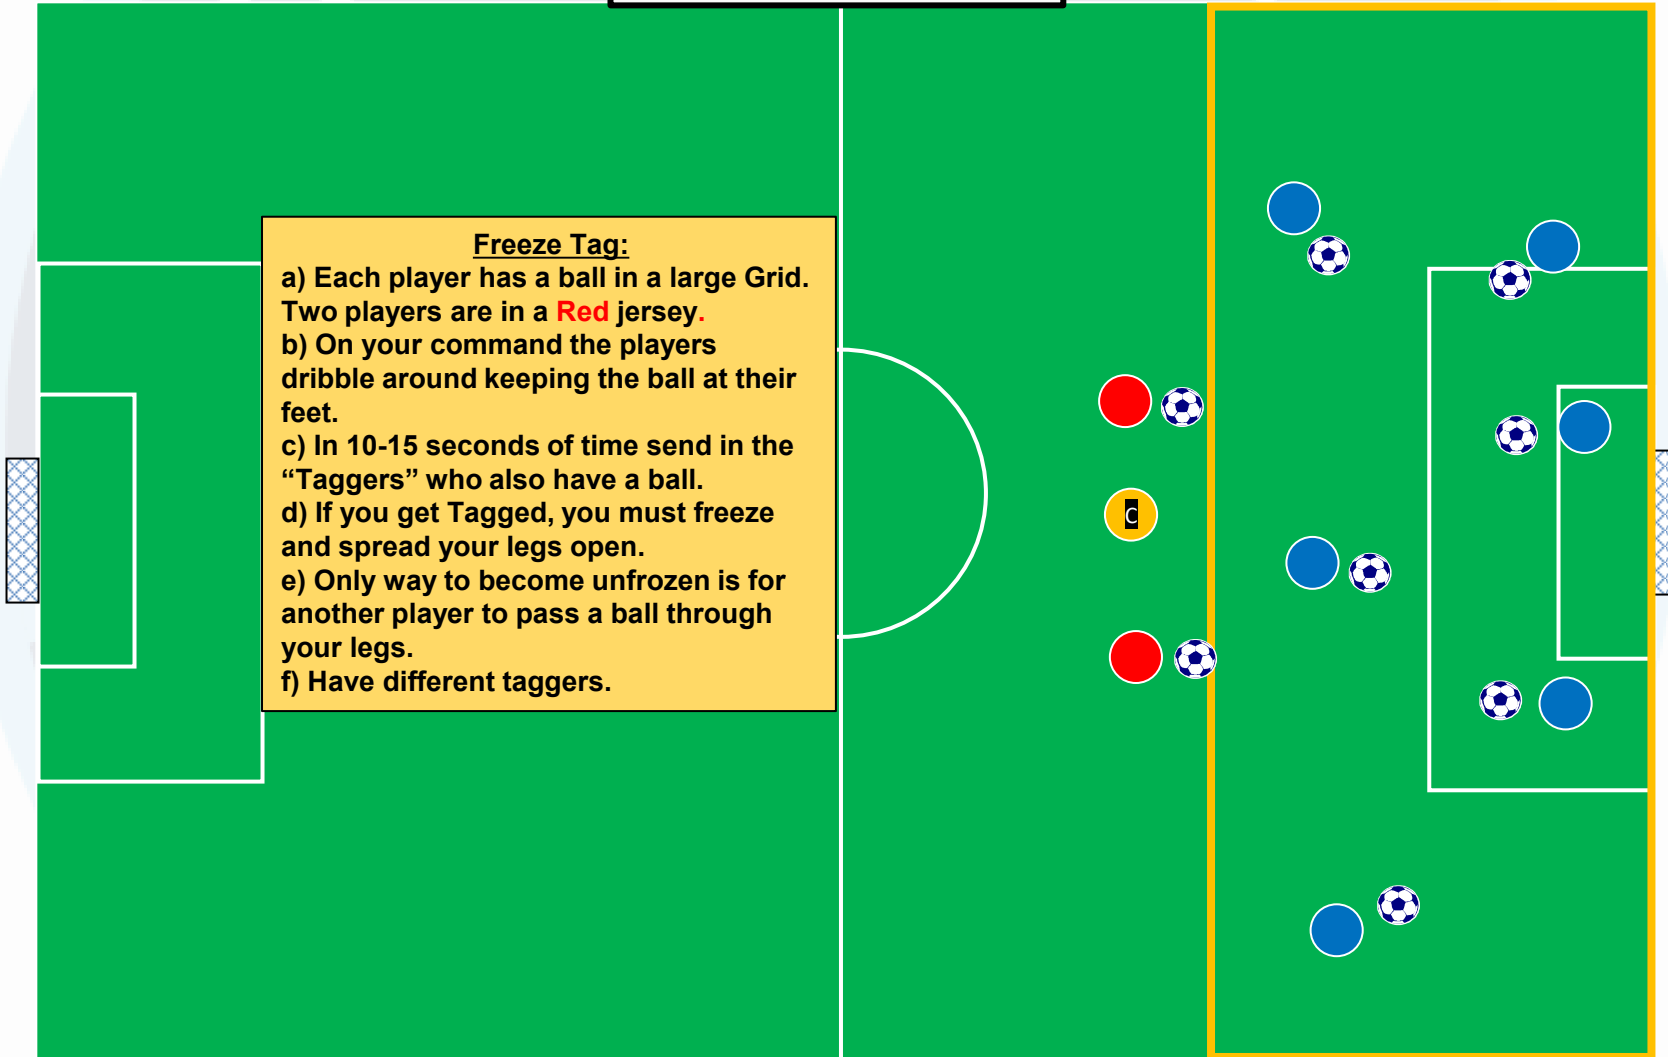 Freeze Tag:
a) Each player has a ball in a large Grid.
Two players are in a Red jersey.
b) On your command the players
dribble around keeping the ball at their
feet.
c) In 10-15 seconds of time send in the
“Taggers” who also have a ball.
d) If you get Tagged, you must freeze
and spread your legs open.
e) Only way to become unfrozen is for
another player to pass a ball through
your legs.
f) Have different taggers.
C